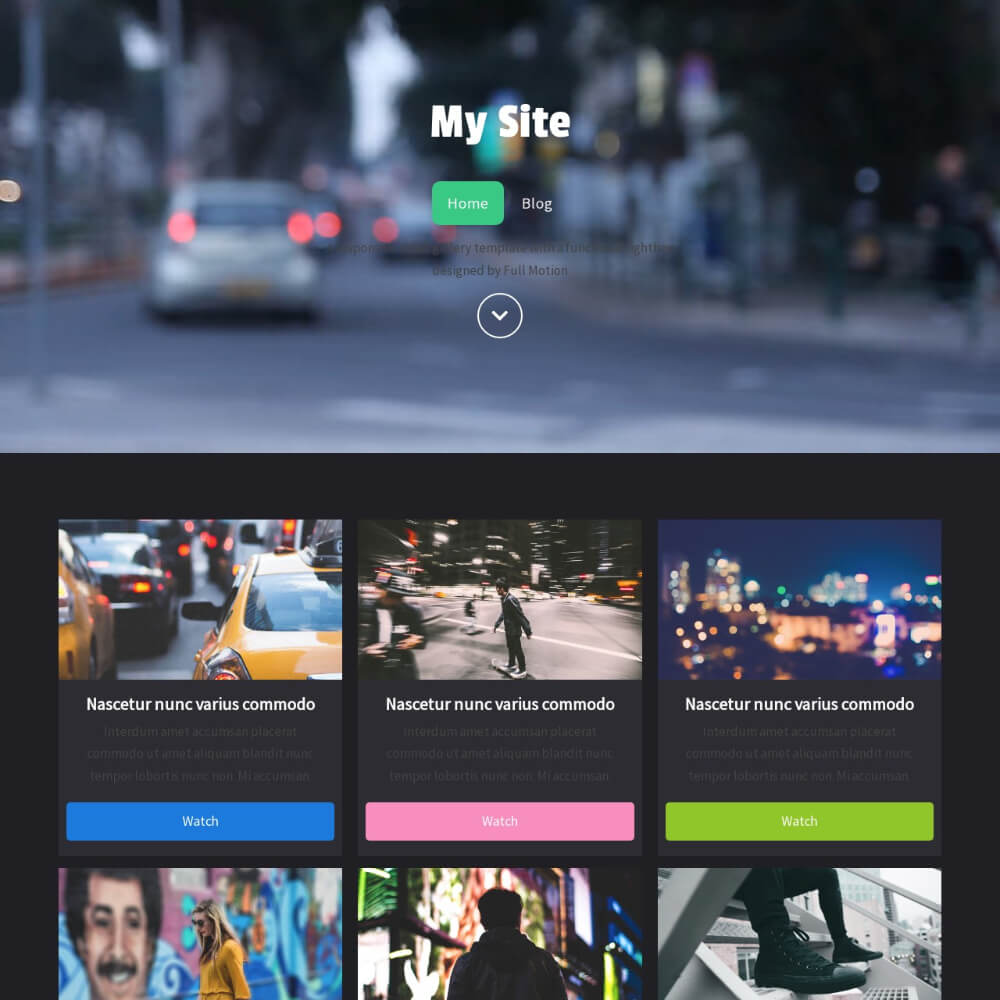 My Site
Home
Blog
template with a
designed by Full Motion
Nascetur nunc varius commodo
Interdum amet accumsan placerat
commodo ut amet aliquam blandit nunc
tempor lobortis nunc non. Mi accumsan
Watch
Nascetur nunc varius commodo
Interdum amet accumsan placerat
commodo ut amet aliquam blandit nunc
tempor lobortis nunc non. Mi accumsan
Watch
Nascetur nunc varius commodo
Interdum amet accumsan placerat
commodo ut amet aliquam blandit nunc
tempor lobortis nunc non. Mi accumsan
Watch